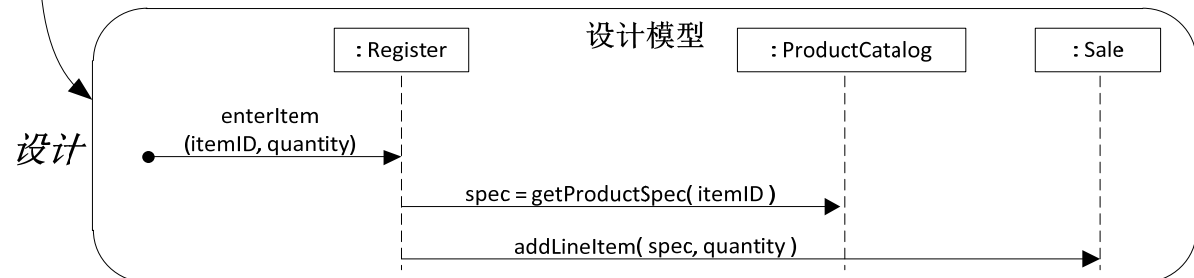 设计模型
: Register
: ProductCatalog
: Sale
enterItem
(itemID, quantity)
设计
spec = getProductSpec( itemID )
addLineItem( spec, quantity )